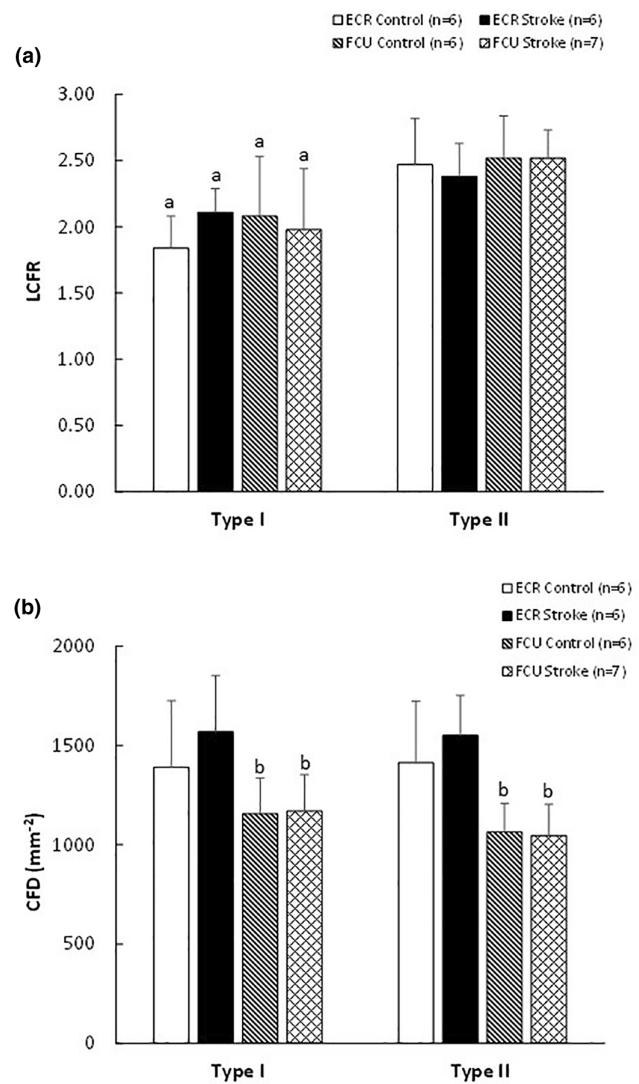 ECR Control (n=6) ECR Stroke (n=6)
FCU Control (n=6) FCU Stroke (n=7)
(a)
3.00
2.50
2.00
1.50
1.00
0.50
0.00
LCFR
a a a a
Type I Type II
(b)
ECR Control (n=6)
ECR Stroke (n=6)
FCU Control (n=6)
FCU Stroke (n=7)
2000
1500
1000
500
0
CFD (mm⁻²)
b b b b
Type I Type II